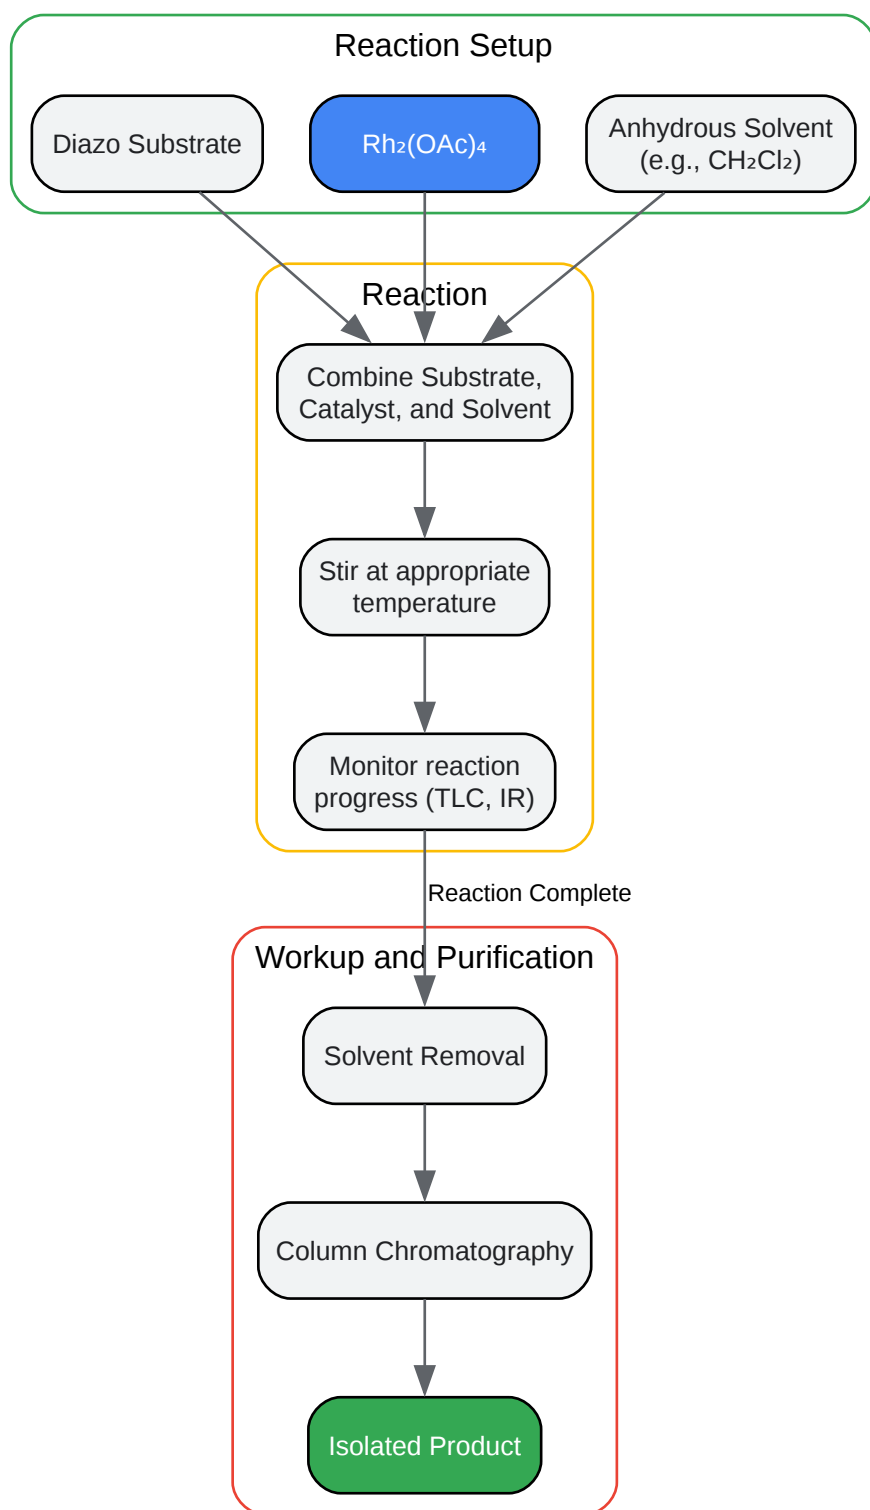 Reaction Setup
Diazo Substrate
Rh₂(OAc)₄
Anhydrous Solvent
(e.g., CH₂Cl₂)
Reaction
Combine Substrate,
Catalyst, and Solvent
Stir at appropriate
temperature
Monitor reaction
progress (TLC, IR)
Reaction Complete
Workup and Purification
Solvent Removal
Column Chromatography
Isolated Product